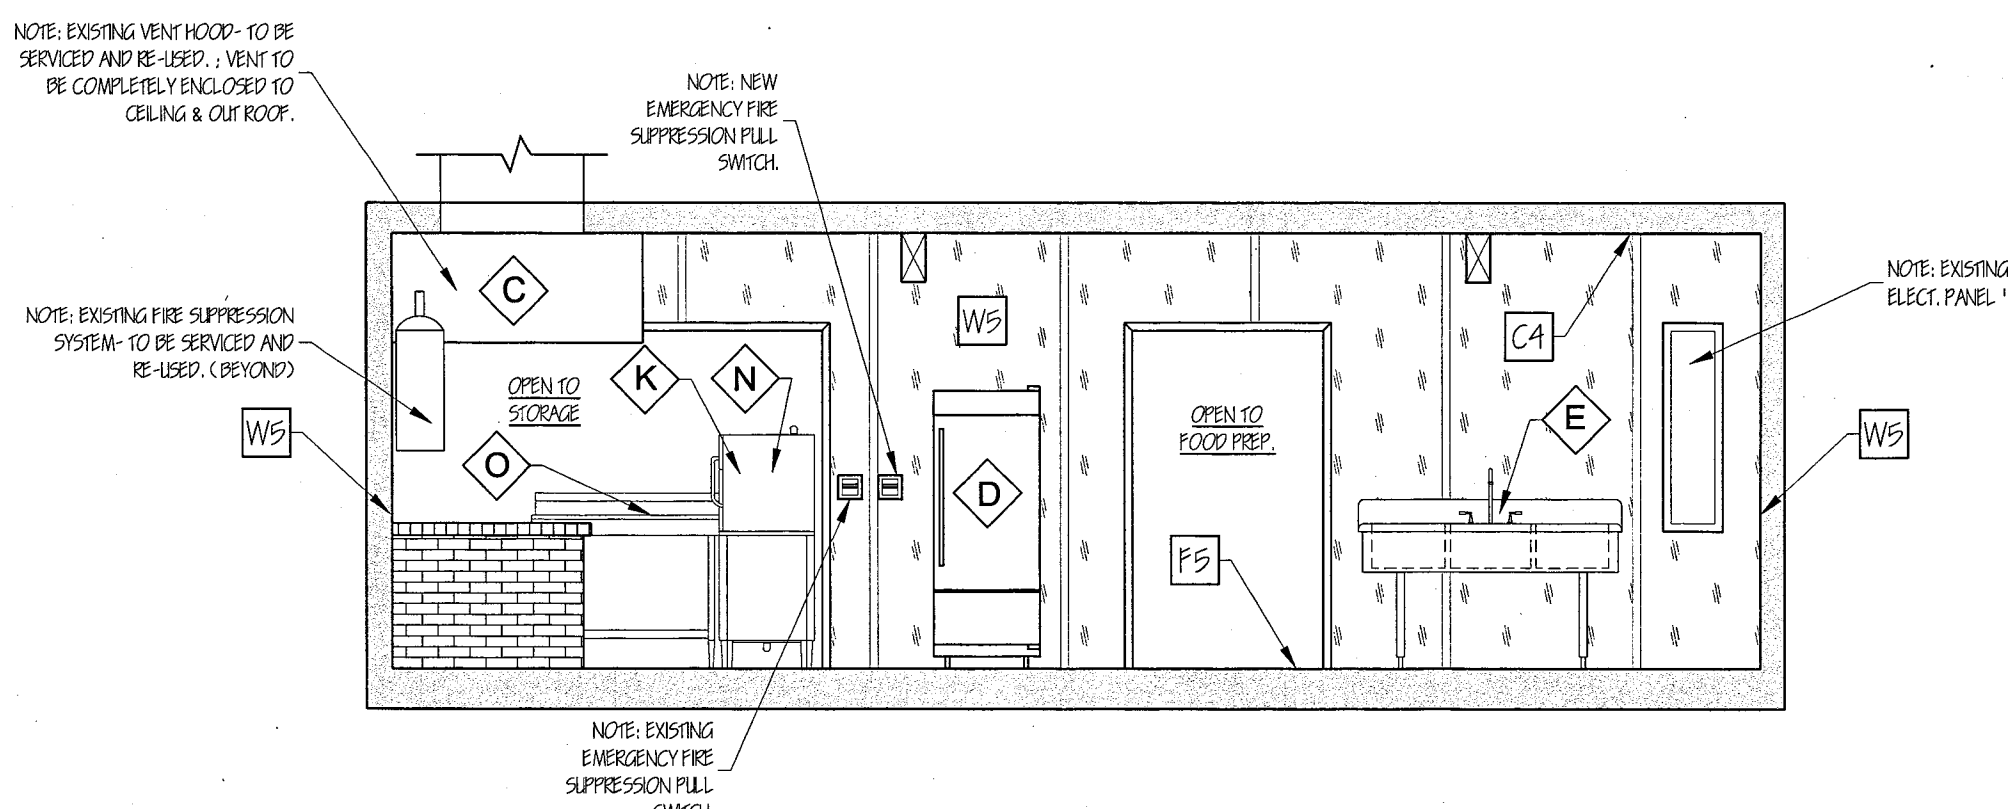 NOTE: EXISTING VENT HOOD- TO BE
SERVICED AND RE-USED. ; VENT TO
BE COMPLETELY ENCLOSED TO
CEILING & OUT ROOF.
NOTE: NEW
EMERGENCY FIRE
SUPPRESSION PULL
SWITCH.
NOTE: EXISTING
ELECT. PANEL '
C
W5
C4
NOTE: EXISTING FIRE SUPPRESSION
SYSTEM- TO BE SERVICED AND
RE-USED. (BEYOND)
K
N
OPEN TO
STORAGE
W5
O
D
OPEN TO
FOOD PREP.
E
W5
F5
NOTE: EXISTING
EMERGENCY FIRE
SUPPRESSION PULL
SWITCH.